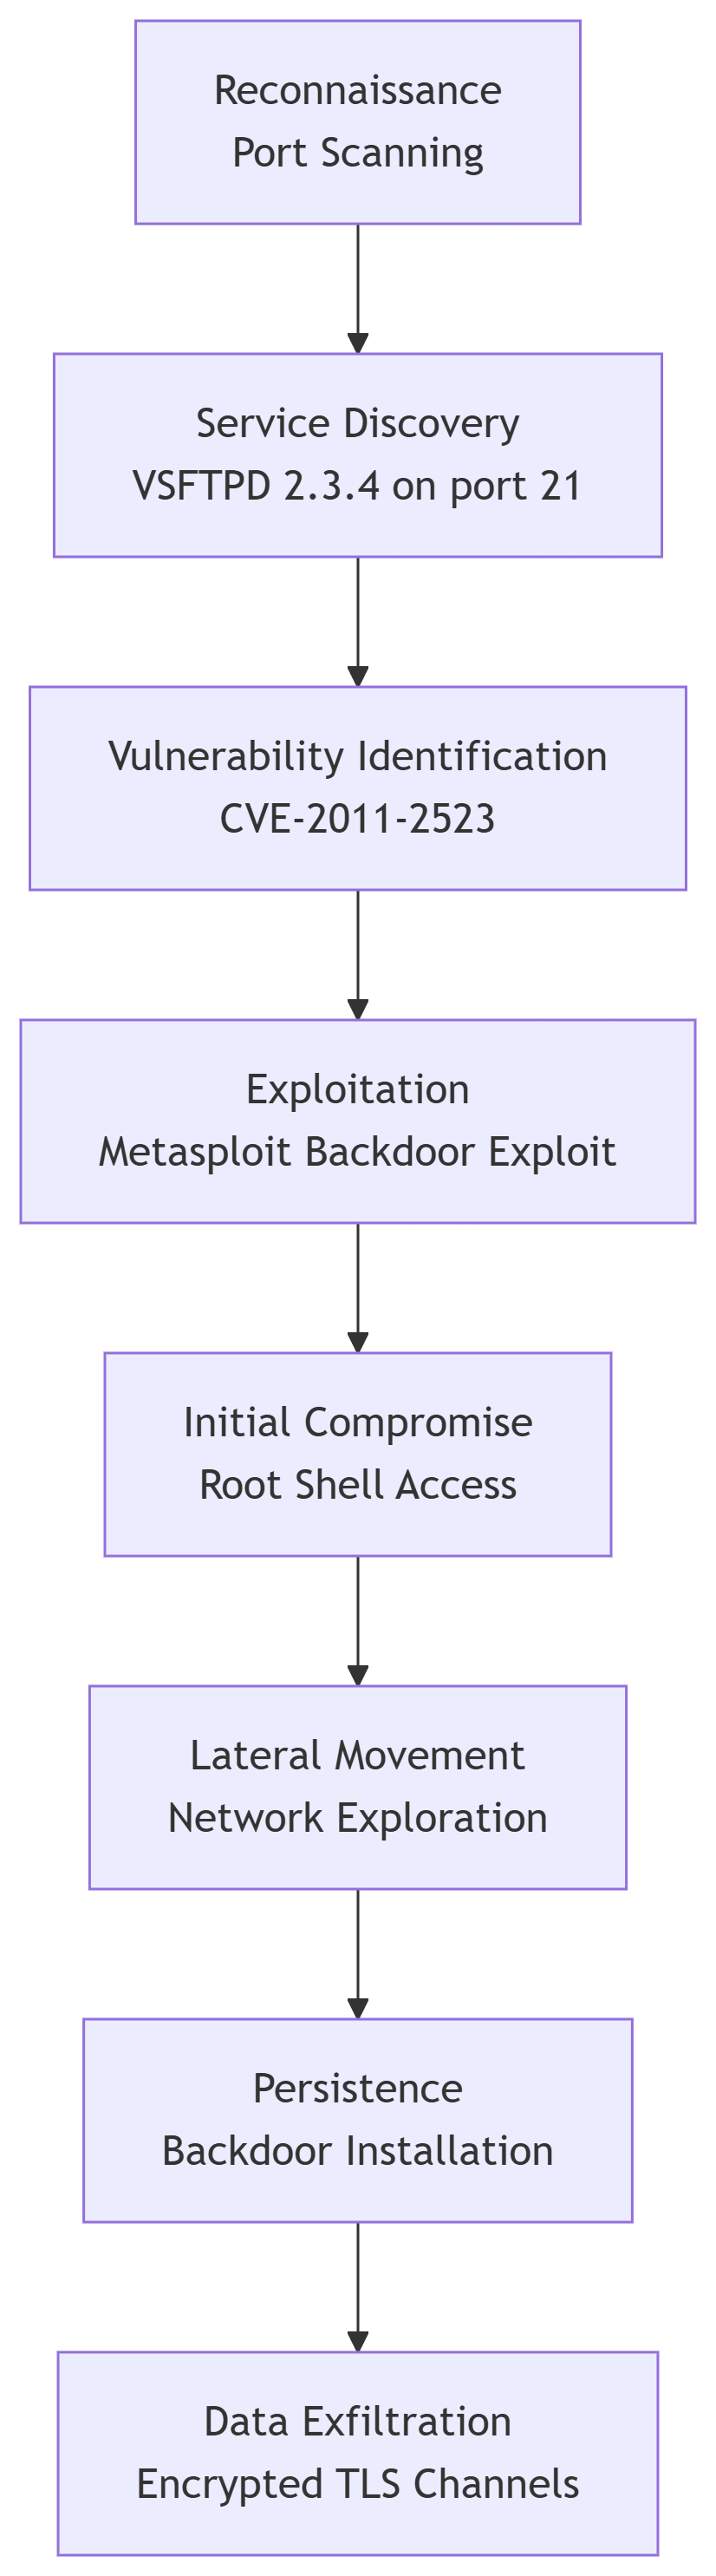 Reconnaissance
Port Scanning
Service Discovery
VSFTPD 2.3.4 on port 21
Vulnerability Identification
CVE-2011-2523
Exploitation
Metasploit Backdoor Exploit
Initial Compromise
Root Shell Access
Lateral Movement
Network Exploration
Persistence
Backdoor Installation
Data Exfiltration
Encrypted TLS Channels